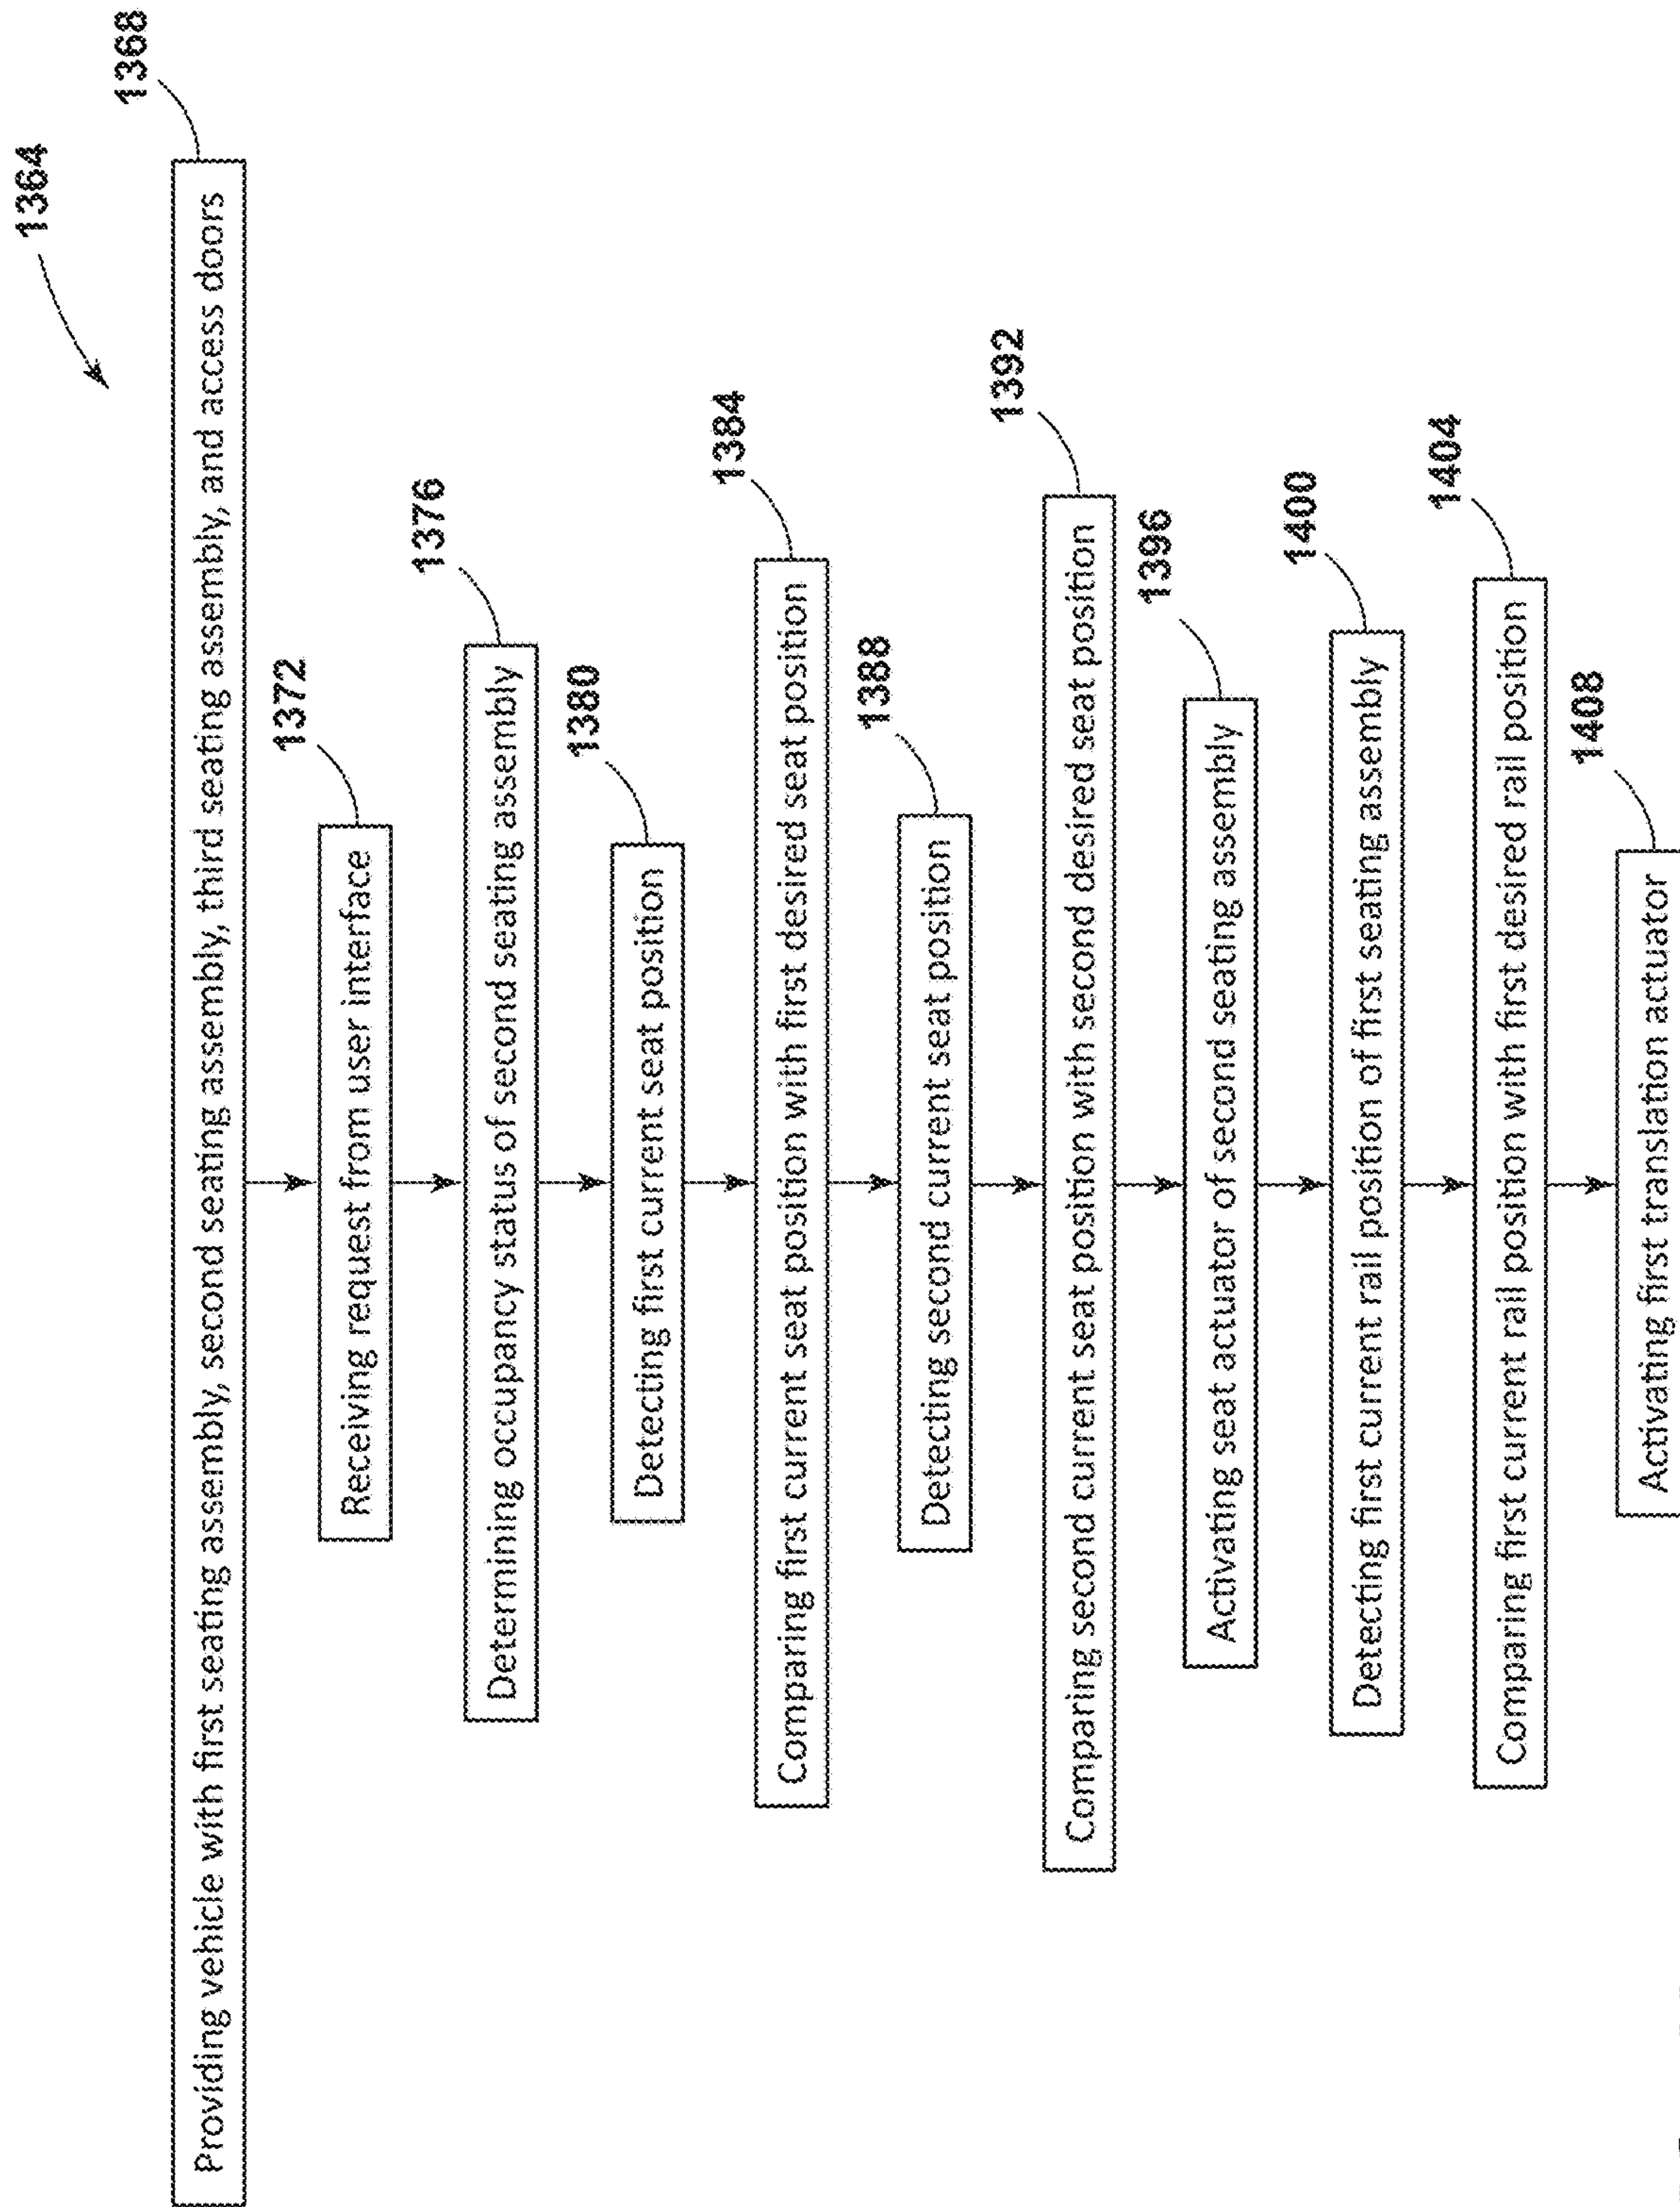 1364
1368
Providing vehicle with first seating assembly, second seating assembly, third seating assembly, and access doors
1372
Receiving request from user interface
1376
Determining occupancy status of second seating assembly
1380
Detecting first current seat position
1384
Comparing first current seat position with first desired seat position
1388
Detecting second current seat position
1392
Comparing second current seat position with second desired seat position
1396
Activating seat actuator of second seating assembly
1400
Detecting first current rail position of first seating assembly
1404
Comparing first current rail position with first desired rail position
1408
Activating first translation actuator